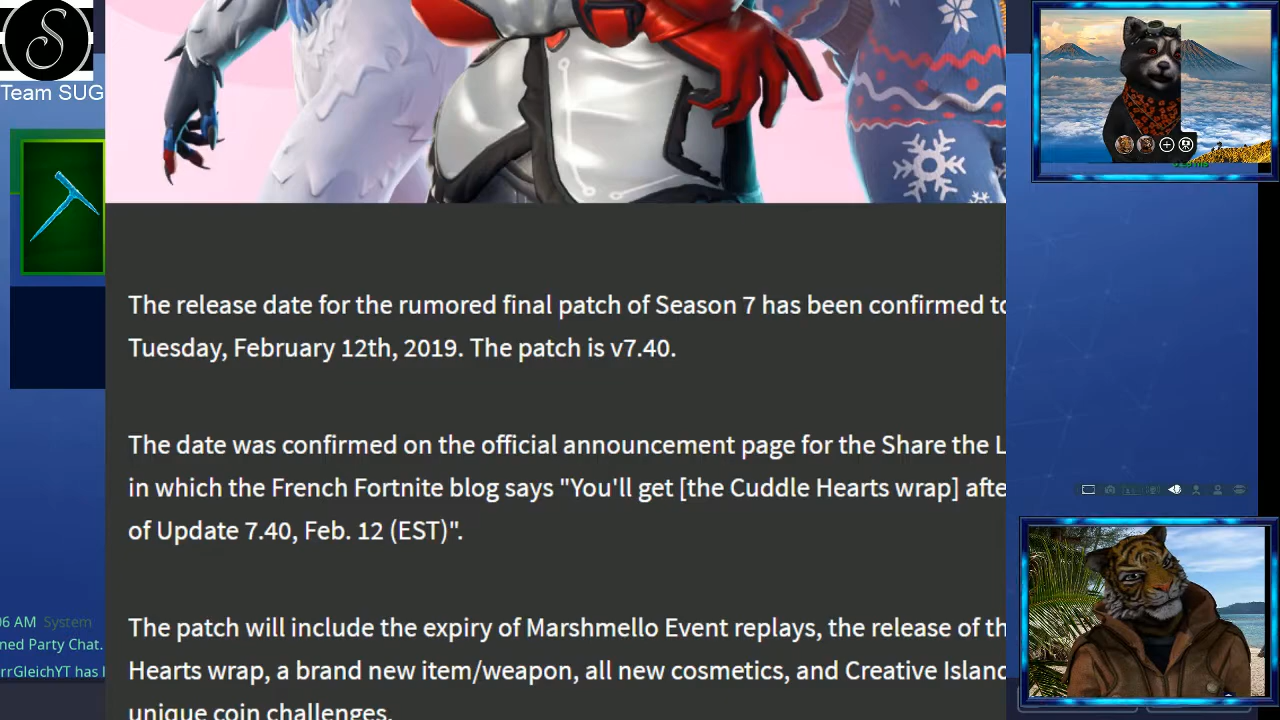 S
Team SUG
The release date for the rumored final patch of Season 7 has been confirmed to
Tuesday, February 12th, 2019. The patch is v7.40.
The date was confirmed on the official announcement page for the Share the L
in which the French Fortnite blog says "You'll get [the Cuddle Hearts wrap] afte
of Update 7.40, Feb. 12 (EST)".
06 AM System
ned Party Chat.
rrGleichYT has
The patch will include the expiry of Marshmello Event replays, the release of th
Hearts wrap, a brand new item/weapon, all new cosmetics, and Creative Island
unique coin challenges.